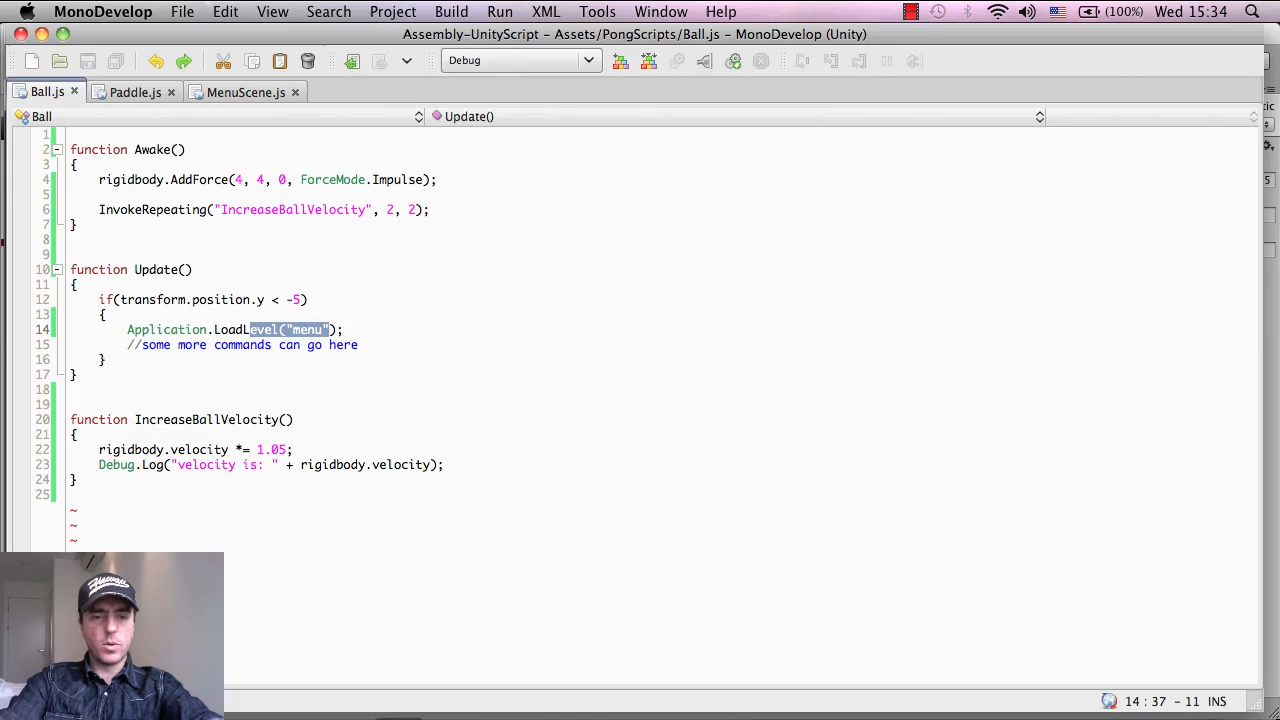 MonoDevelop File Edit View Search Project Build Run XML Tools Window Help (100%) Wed 15:34
Assembly-UnityScript - Assets/PongScripts/Ball.js - MonoDevelop (Unity)
Debug
Ball.js Paddle.js MenuScene.js
Ball Update()
1
2 function Awake()
3 {
4 rigidbody.AddForce(4, 4, 0, ForceMode.Impulse);
5
6 InvokeRepeating("IncreaseBallVelocity", 2, 2);
7 }
8
9
10 function Update()
11 {
12 if(transform.position.y < -5)
13 {
14 Application.LoadLevel("menu");
15 //some more commands can go here
16 }
17 }
18
19
20 function IncreaseBallVelocity()
21 {
22 rigidbody.velocity *= 1.05;
23 Debug.Log("velocity is: " + rigidbody.velocity);
24 }
25
~
~
~
14 : 37 - 11 INS